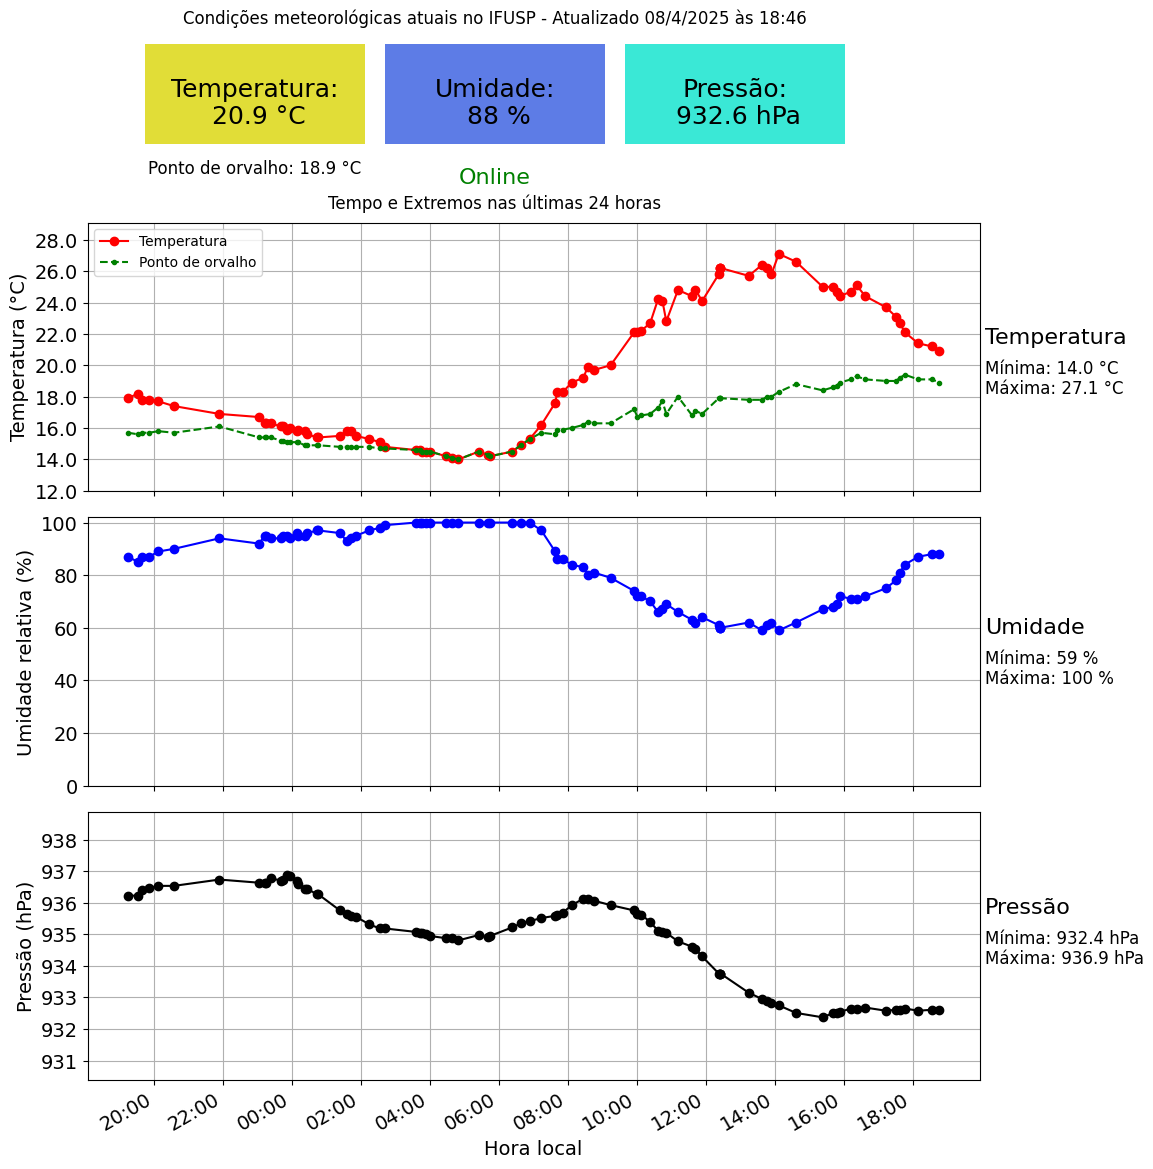 Condições meteorológicas atuais no IFUSP - Atualizado 08/4/2025 às 18:46
Temperatura:
20.9 °C
Umidade:
88 %
Pressão:
932.6 hPa
Ponto de orvalho: 18.9 °C
Online
Tempo e Extremos nas últimas 24 horas
Temperatura
Ponto de orvalho
Temperatura (°C)
28.0
26.0
24.0
22.0
20.0
18.0
16.0
14.0
12.0
Temperatura
Mínima: 14.0 °C
Máxima: 27.1 °C
Umidade relativa (%)
100
80
60
40
20
0
Umidade
Mínima: 59 %
Máxima: 100 %
Pressão (hPa)
938
937
936
935
934
933
932
931
Pressão
Mínima: 932.4 hPa
Máxima: 936.9 hPa
20:00 22:00 00:00 02:00 04:00 06:00 08:00 10:00 12:00 14:00 16:00 18:00
Hora local